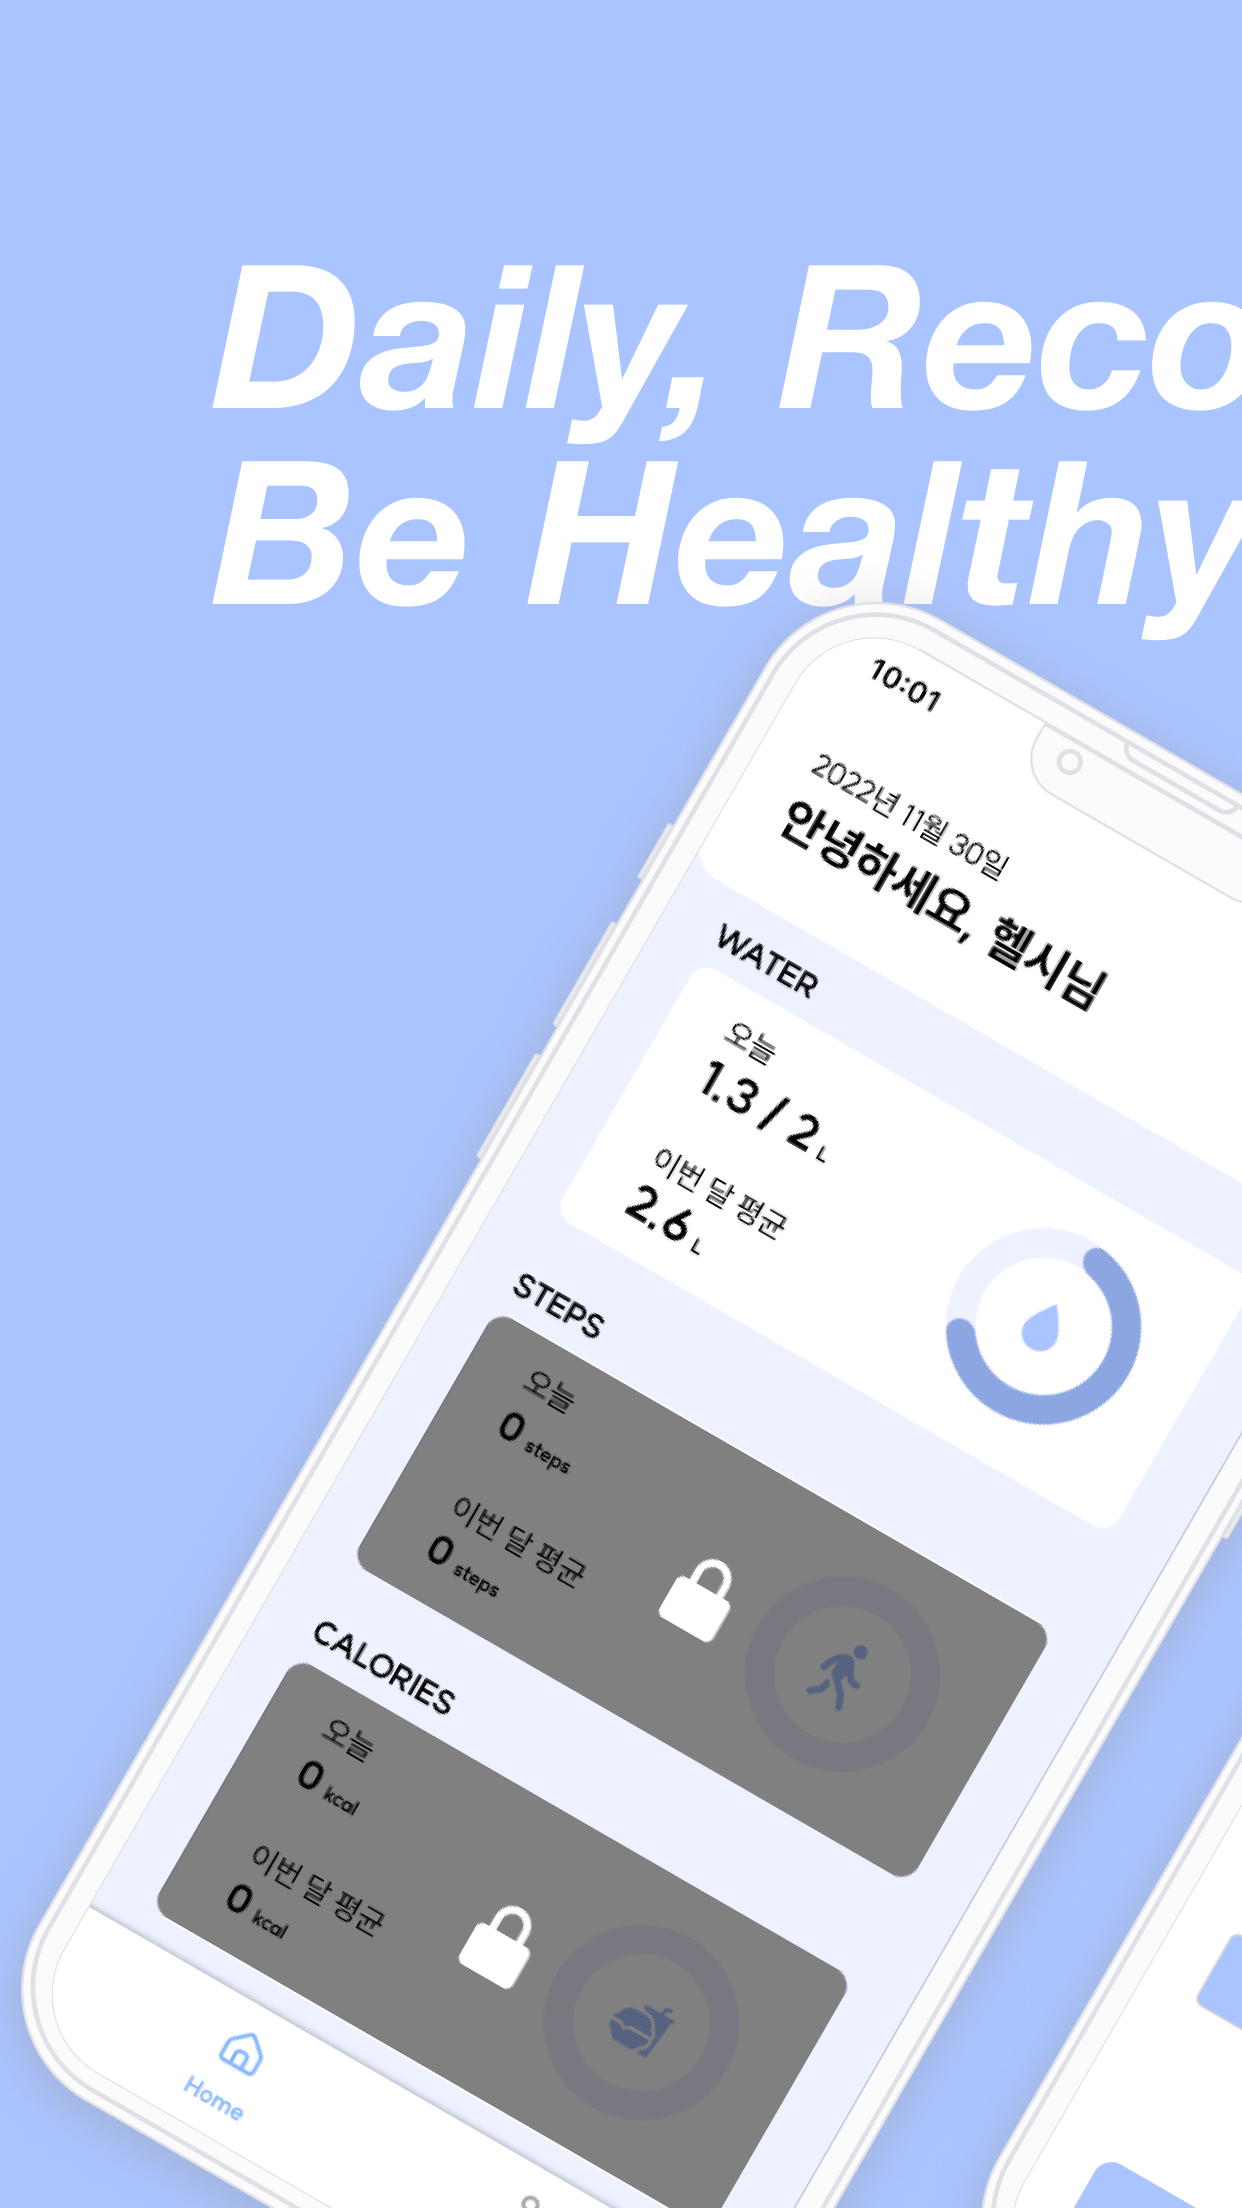 Daily, Reco
Be Healthy
10:01
2022년 11월 30일
안녕하세요, 헬시님
WATER
오늘
1.3 / 2 L
이번 달 평균
2.6 L
STEPS
오늘
0 steps
이번 달 평균
0 steps
CALORIES
오늘
0 kcal
이번 달 평균
0 kcal
Home